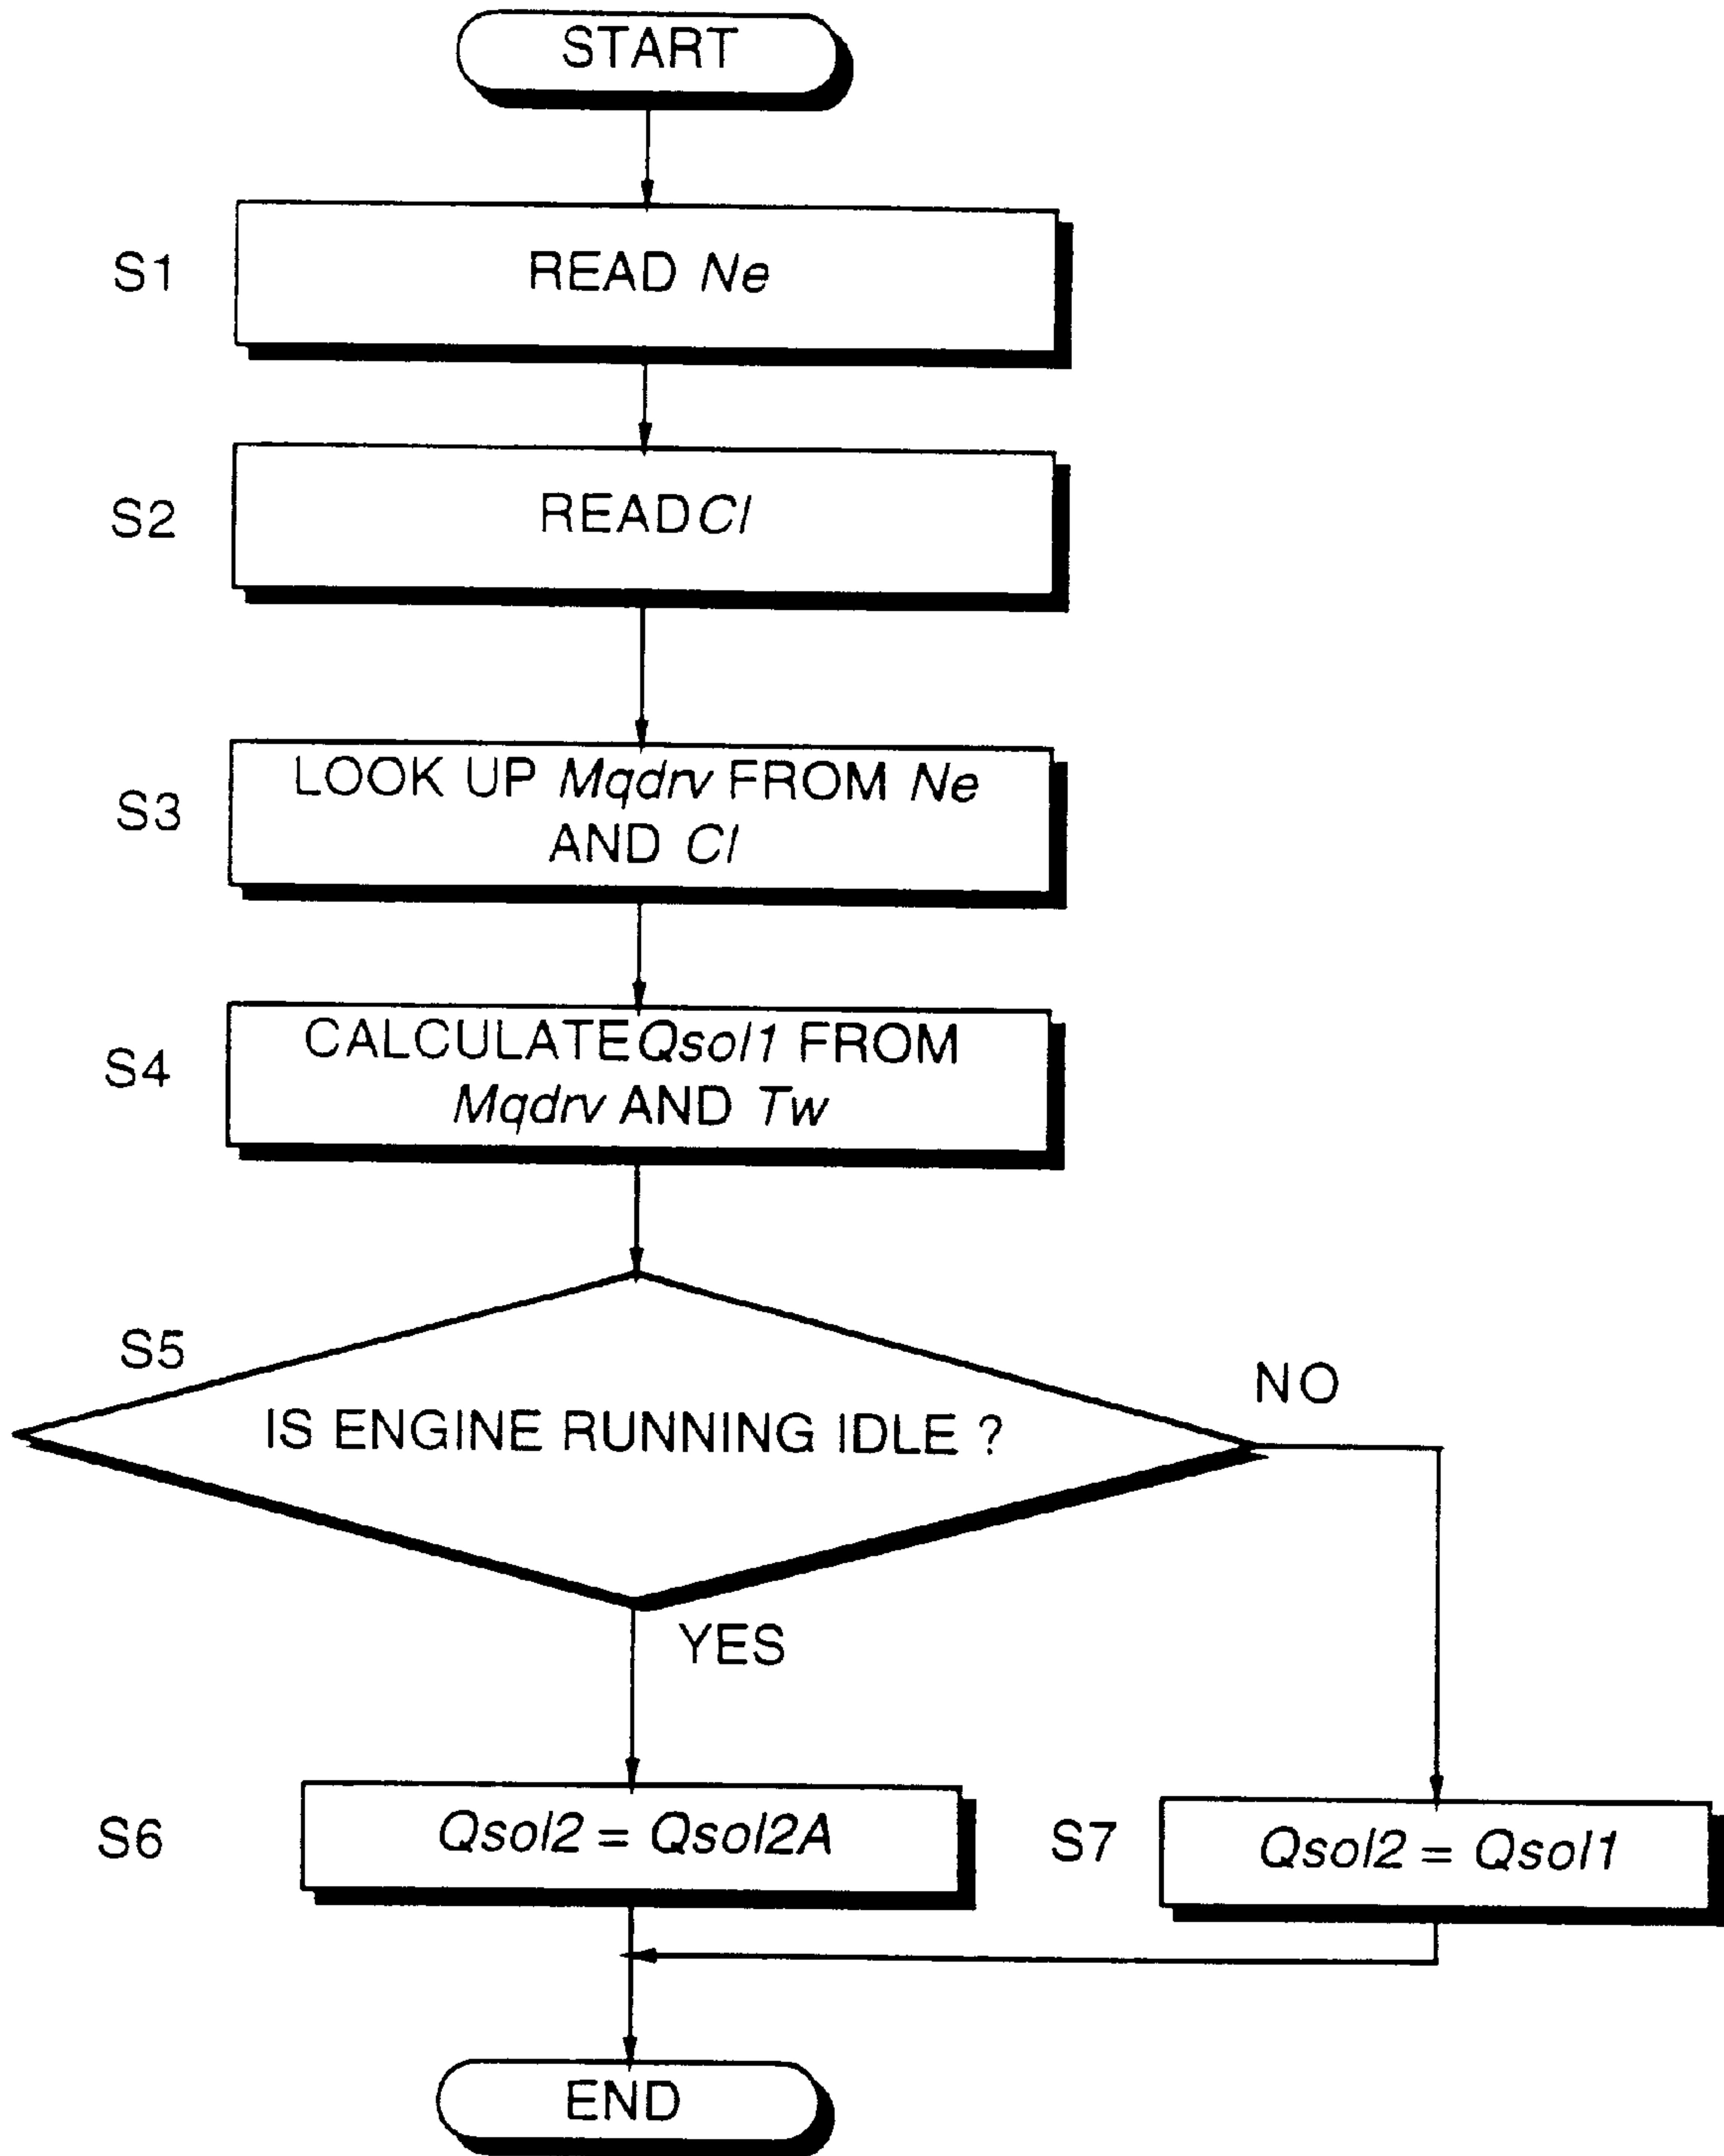 START
S1
READ Ne
S2
READ Cl
S3
LOOK UP Mqdrv FROM Ne
AND Cl
S4
CALCULATE Qsol1 FROM
Mqdrv AND Tw
S5
IS ENGINE RUNNING IDLE ?
NO
YES
S6
Qsol2 = Qsol2A
S7
Qsol2 = Qsol1
END